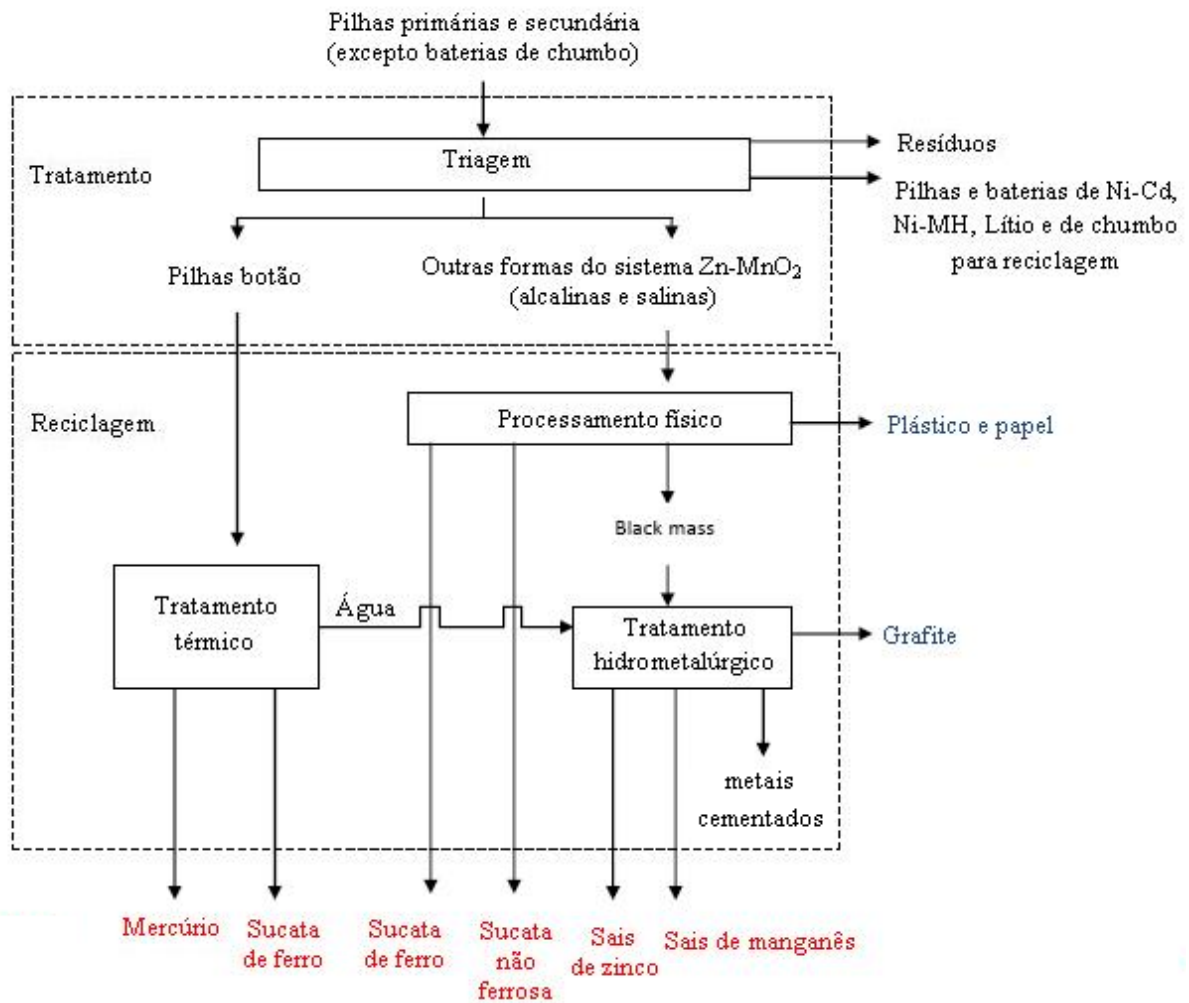 Pilhas primárias e secundária
(excepto baterias de chumbo)
Tratamento
Triagem
Resíduos
Pilhas e baterias de Ni-Cd,
Ni-MH, Lítio e de chumbo
para reciclagem
Pilhas botão
Outras formas do sistema Zn-MnO₂
(alcalinas e salinas)
Reciclagem
Processamento físico
Plástico e papel
Black mass
Tratamento
térmico
Água
Tratamento
hidrometalúrgico
Grafite
metais
cementados
Mercúrio
Sucata
de ferro
Sucata
de ferro
Sucata
não
ferrosa
Sais
de zinco
Sais de manganês